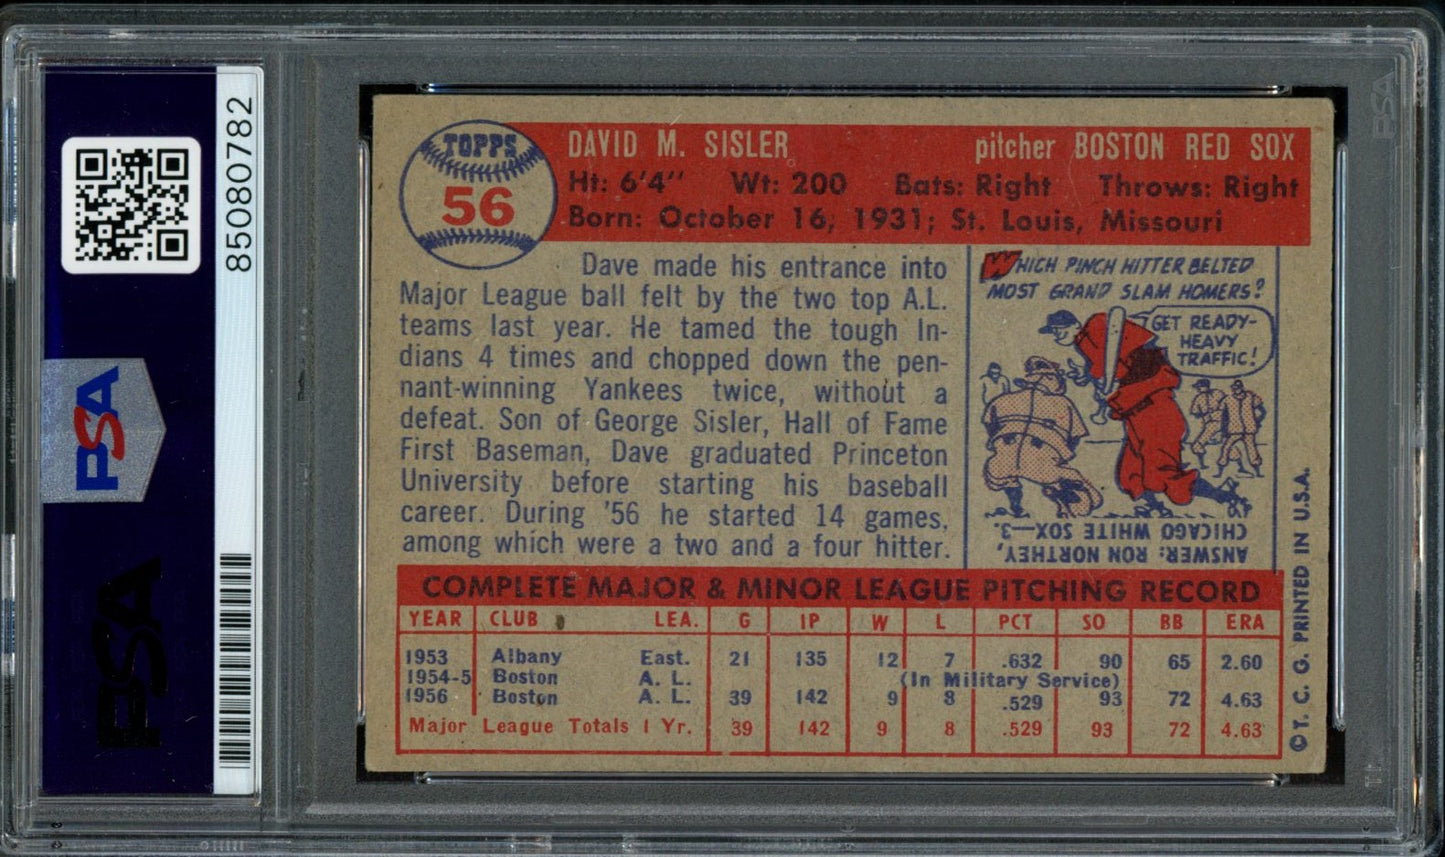 85080782
PSA
PSA
PSA
TOPPS
56
DAVID M. SISLER pitcher BOSTON RED SOX
Ht: 6'4" Wt: 200 Bats: Right Throws: Right
Born: October 16, 1931; St. Louis, Missouri
Dave made his entrance into
Major League ball felt by the two top A.L.
teams last year. He tamed the tough In-
dians 4 times and chopped down the pen-
nant-winning Yankees twice, without a
defeat. Son of George Sisler, Hall of Fame
First Baseman, Dave graduated Princeton
University before starting his baseball
career. During '56 he started 14 games,
among which were a two and a four hitter.
WHICH PINCH HITTER BELTED
MOST GRAND SLAM HOMERS?
GET READY-
HEAVY
TRAFFIC!
ANSWER: RON NORTHEY,
CHICAGO WHITE SOX—3.
COMPLETE MAJOR & MINOR LEAGUE PITCHING RECORD
YEAR CLUB LEA. G IP W L PCT SO BB ERA
1953 Albany East. 21 135 12 7 .632 90 65 2.60
1954-5 Boston A. L. (In Military Service)
1956 Boston A. L. 39 142 9 8 .529 93 72 4.63
Major League Totals 1 Yr. 39 142 9 8 .529 93 72 4.63
©T. C. G. PRINTED IN U.S.A.